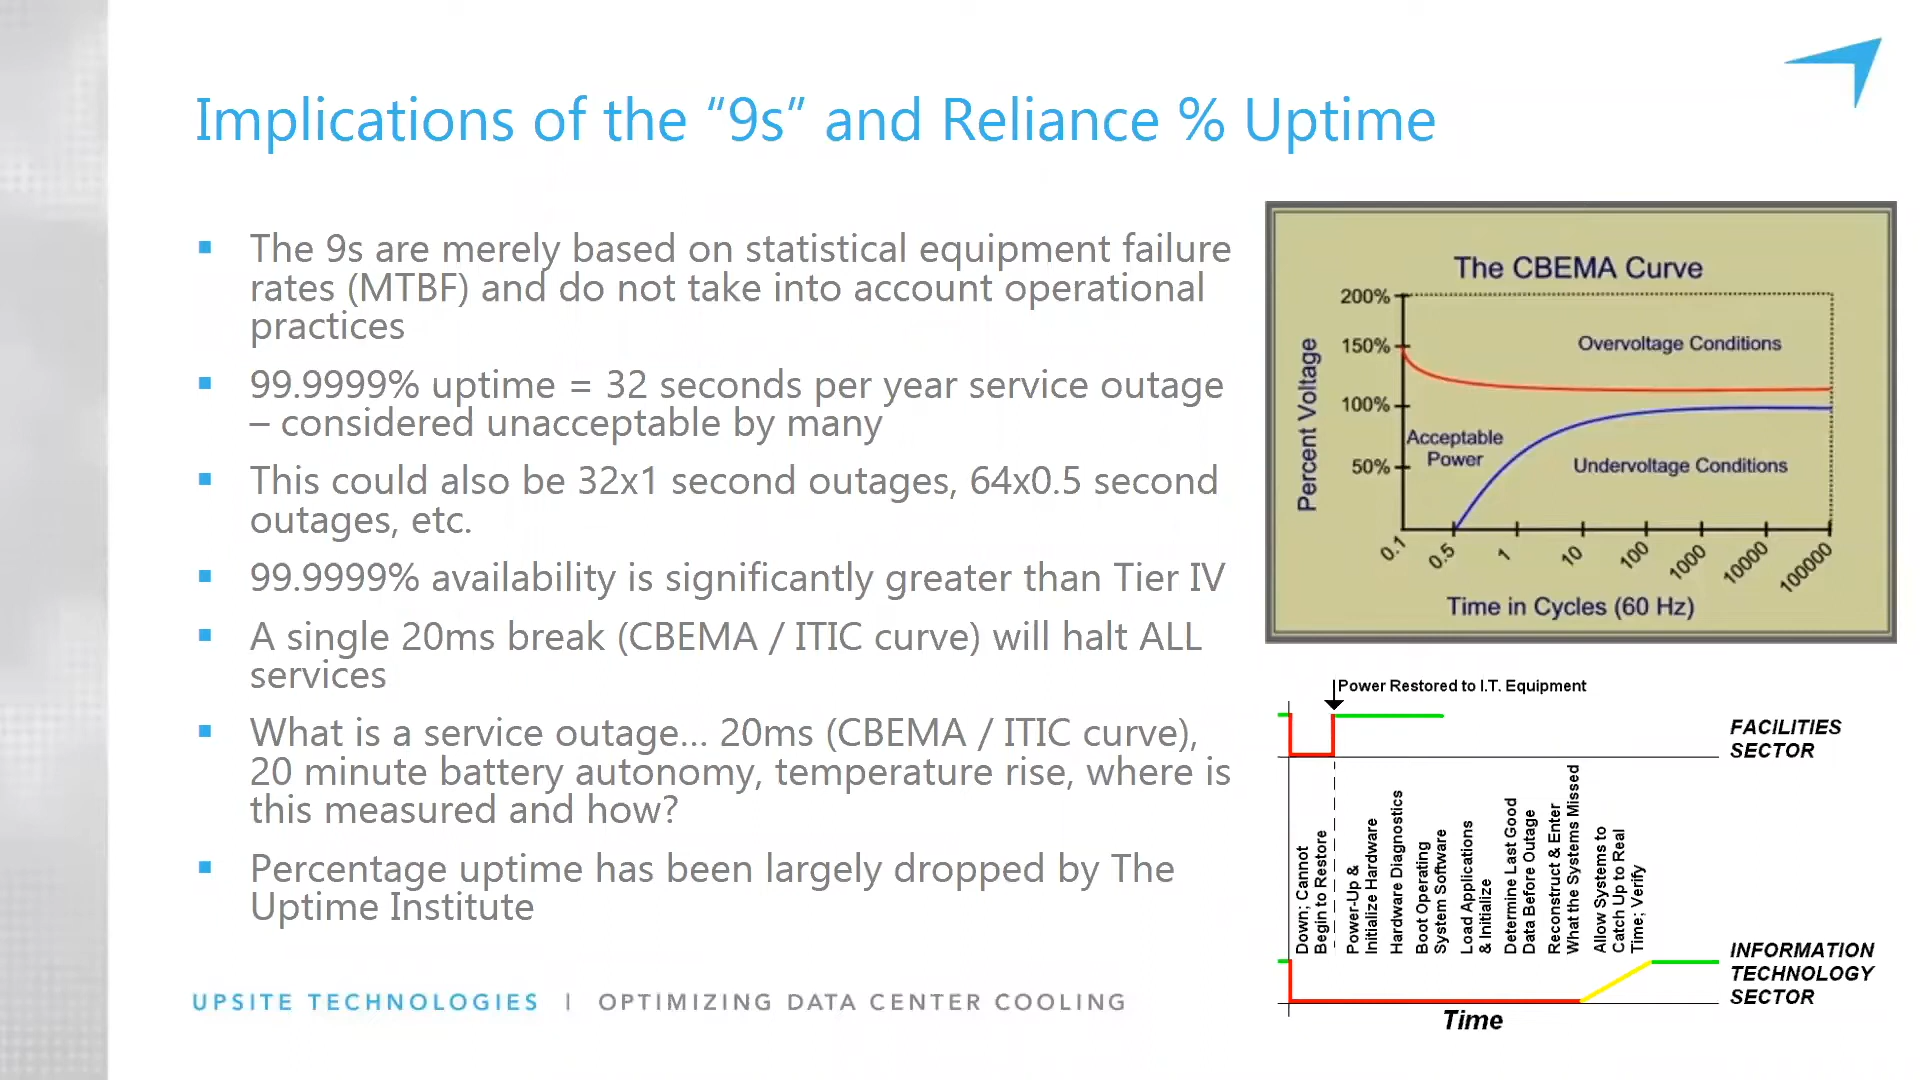 Implications of the “9s” and Reliance % Uptime
The 9s are merely based on statistical equipment failure
rates (MTBF) and do not take into account operational
practices
99.9999% uptime = 32 seconds per year service outage
– considered unacceptable by many
This could also be 32x1 second outages, 64x0.5 second
outages, etc.
99.9999% availability is significantly greater than Tier IV
A single 20ms break (CBEMA / ITIC curve) will halt ALL
services
What is a service outage... 20ms (CBEMA / ITIC curve),
20 minute battery autonomy, temperature rise, where is
this measured and how?
Percentage uptime has been largely dropped by The
Uptime Institute
UPSITE TECHNOLOGIES | OPTIMIZING DATA CENTER COOLING
The CBEMA Curve
Percent Voltage
200%
150%
100%
50%
Overvoltage Conditions
Acceptable
Power
Undervoltage Conditions
0.1
0.5
1
10
100
1000
10000
100000
Time in Cycles (60 Hz)
Power Restored to I.T. Equipment
FACILITIES
SECTOR
Down; Cannot
Begin to Restore
Power-Up &
Initialize Hardware
Hardware Diagnostics
Boot Operating
System Software
Load Applications
& Initialize
Determine Last Good
Data Before Outage
Reconstruct & Enter
What the Systems Missed
Allow Systems to
Catch Up to Real
Time; Verify
INFORMATION
TECHNOLOGY
SECTOR
Time